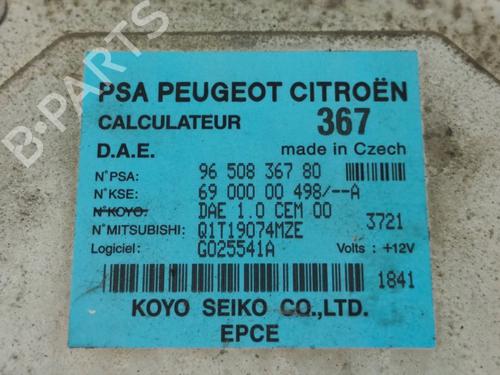 PSA PEUGEOT CITROËN
CALCULATEUR 367
D.A.E. made in Czech
N°PSA: 96 508 367 80
N°KSE: 69 000 00 498/--A
N°KOYO: DAE 1.0 CEM 00 3721
N°MITSUBISHI: Q1T19074MZE
Logiciel: G025541A Volts : +12V
1841
KOYO SEIKO CO.,LTD.
EPCE
B-PARTS